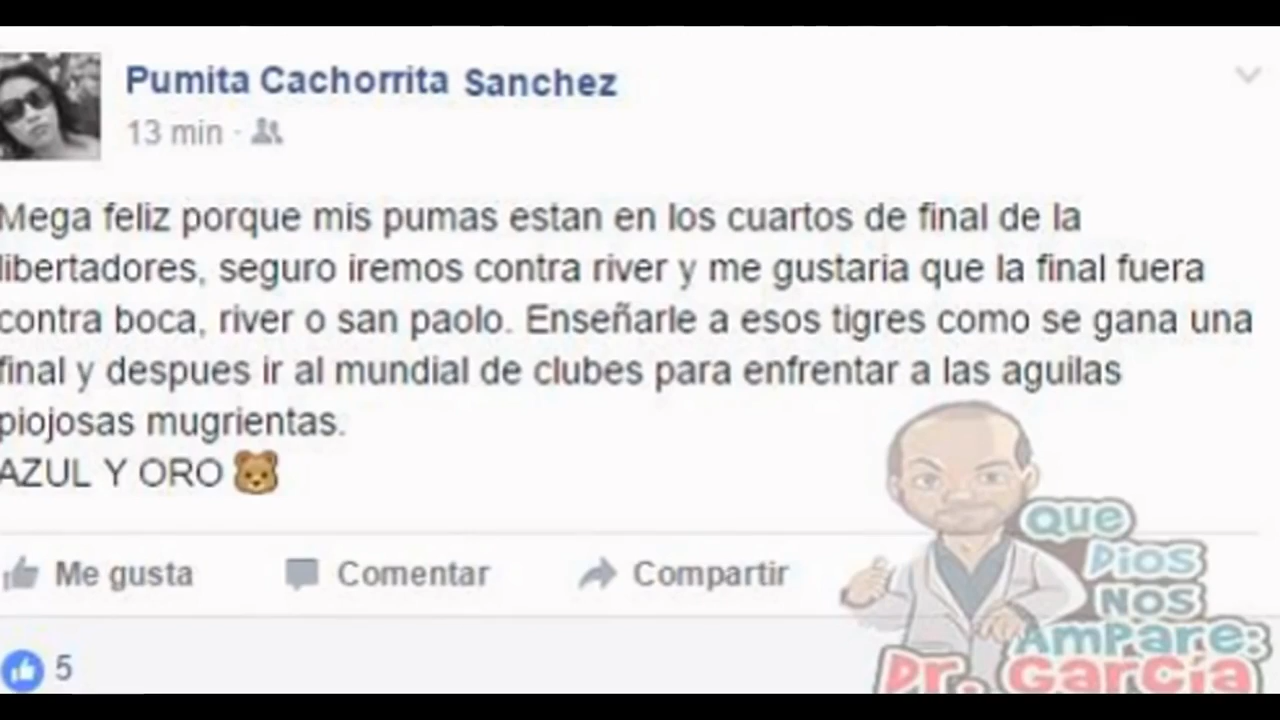 Pumita Cachorrita Sanchez
13 min ·
Mega feliz porque mis pumas estan en los cuartos de final de la
libertadores, seguro iremos contra river y me gustaria que la final fuera
contra boca, river o san paolo. Enseñarle a esos tigres como se gana una
final y despues ir al mundial de clubes para enfrentar a las aguilas
piojosas mugrientas.
AZUL Y ORO 🐻
Me gusta Comentar Compartir
5
QUE
DIOS
NOS
AMPARE:
Dr. García